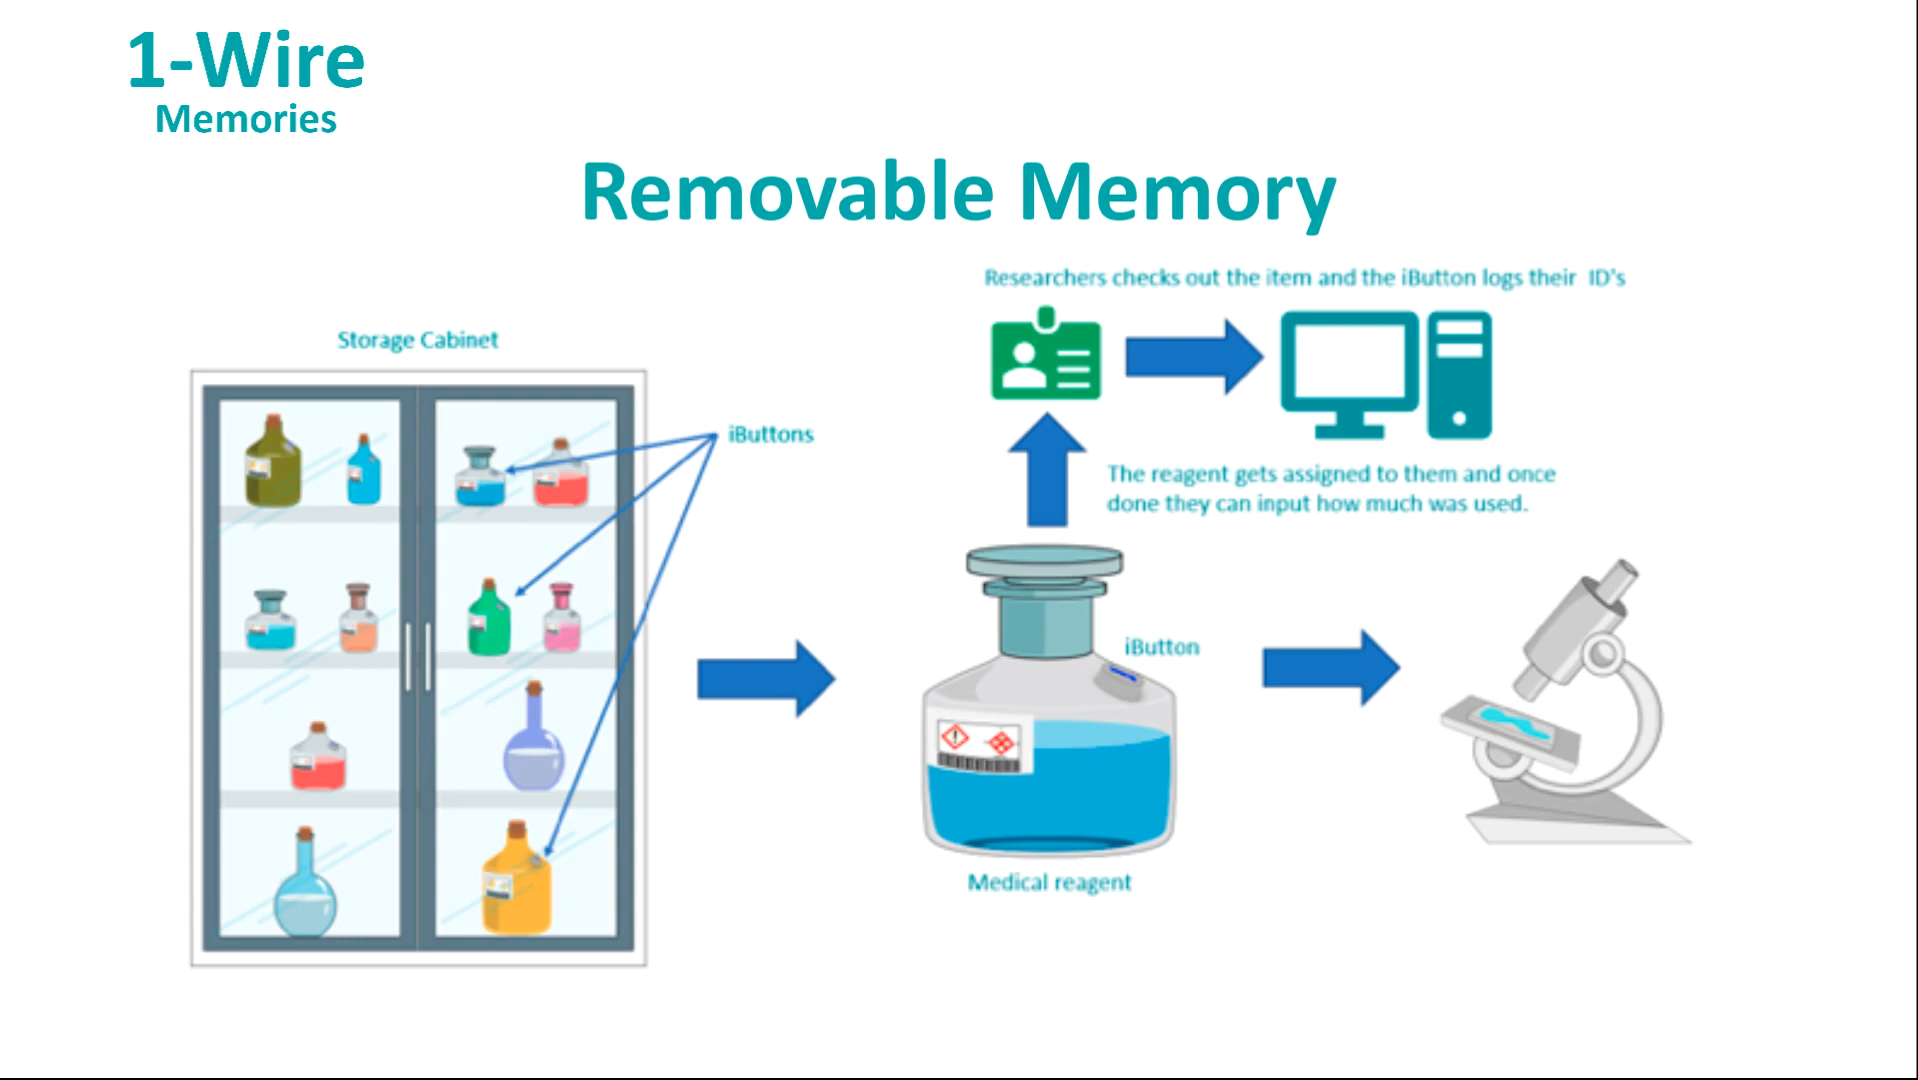 1-Wire
Memories
Removable Memory
Researchers checks out the item and the iButton logs their ID's
Storage Cabinet
iButtons
The reagent gets assigned to them and once
done they can input how much was used.
iButton
Medical reagent